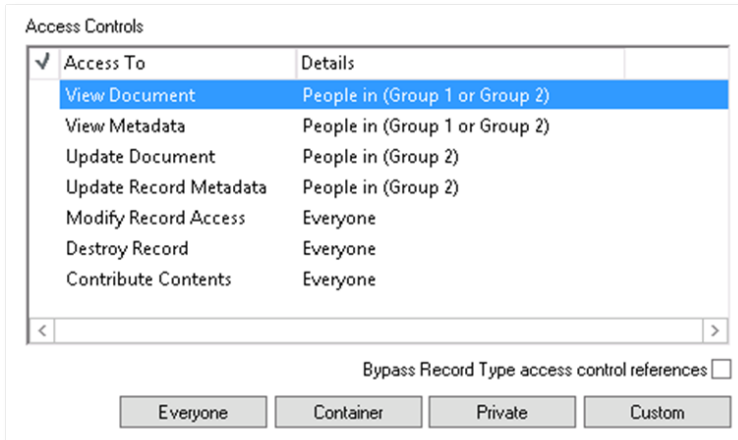 Access Controls
Access To Details
View Document People in (Group 1 or Group 2)
View Metadata People in (Group 1 or Group 2)
Update Document People in (Group 2)
Update Record Metadata People in (Group 2)
Modify Record Access Everyone
Destroy Record Everyone
Contribute Contents Everyone
Bypass Record Type access control references
Everyone Container Private Custom